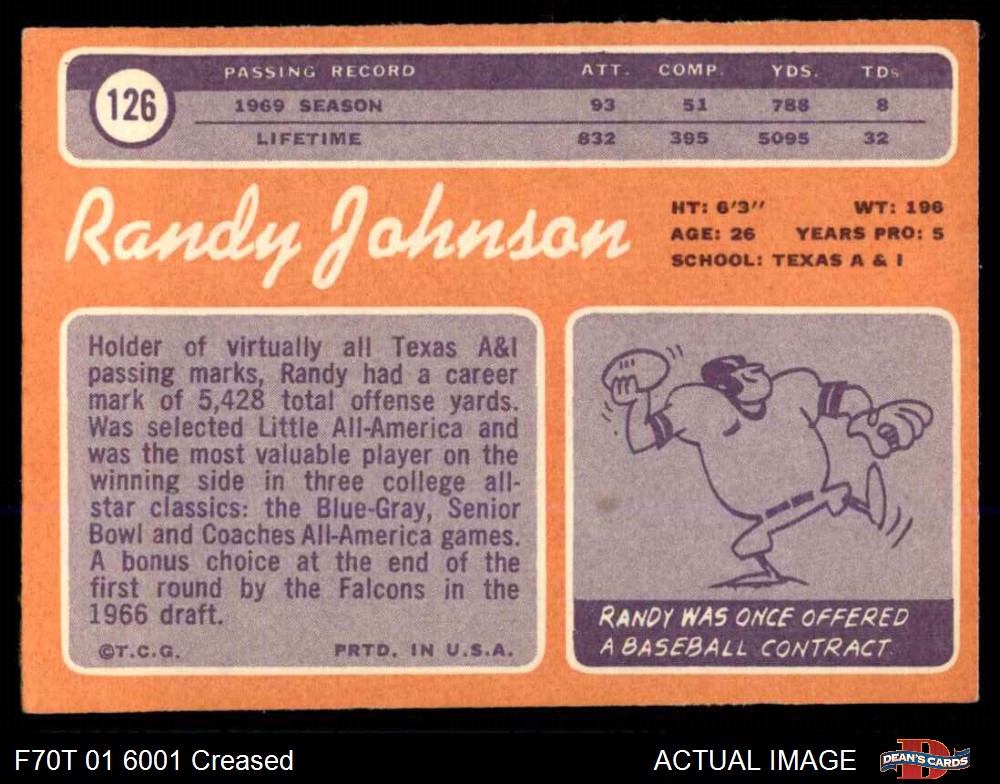 126
PASSING RECORD ATT. COMP. YDS. TDs
1969 SEASON 93 51 788 8
LIFETIME 832 395 5095 32
Randy Johnson
HT: 6'3" WT: 196
AGE: 26 YEARS PRO: 5
SCHOOL: TEXAS A & I
Holder of virtually all Texas A&I
passing marks, Randy had a career
mark of 5,428 total offense yards.
Was selected Little All-America and
was the most valuable player on the
winning side in three college all-
star classics: the Blue-Gray, Senior
Bowl and Coaches All-America games.
A bonus choice at the end of the
first round by the Falcons in the
1966 draft.
©T.C.G. PRTD. IN U.S.A.
RANDY WAS ONCE OFFERED
A BASEBALL CONTRACT.
F70T 01 6001 Creased ACTUAL IMAGE
D
DEAN'S CARDS